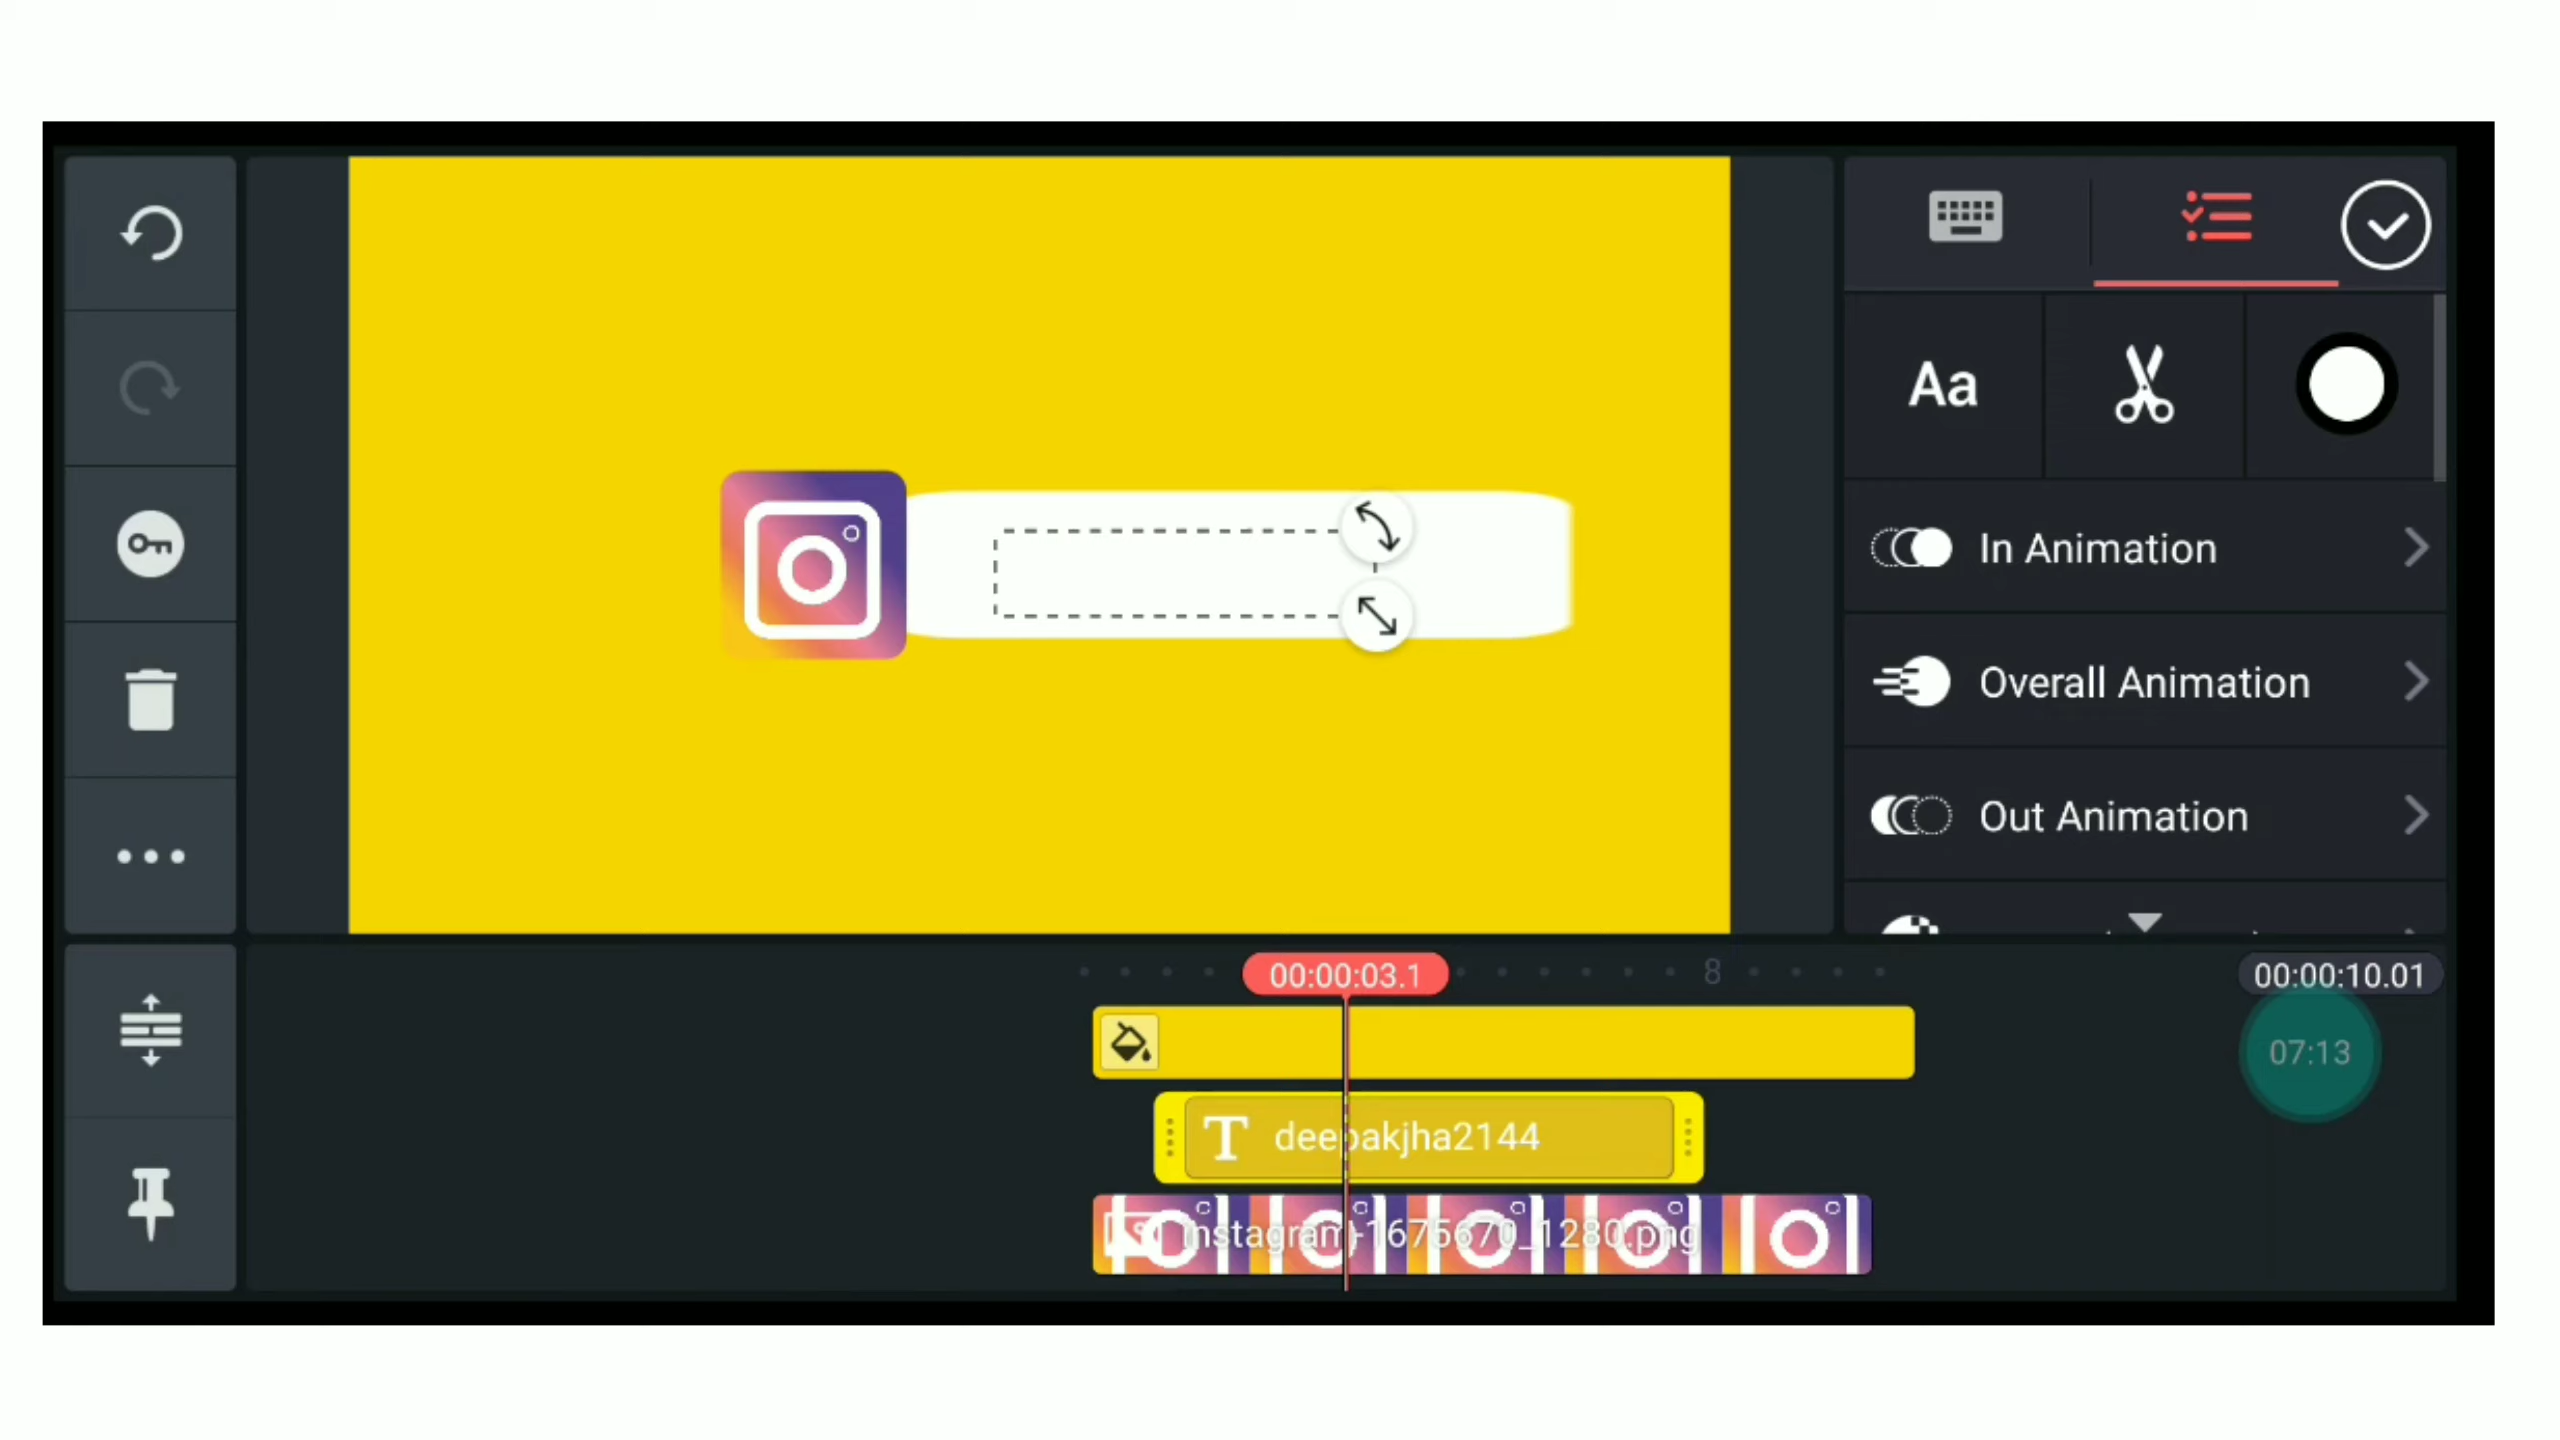 Aa
In Animation
Overall Animation
Out Animation
00:00:03.1
8
00:00:10.01
07:13
T deepakjha2144
instagram-1675670_1280.png